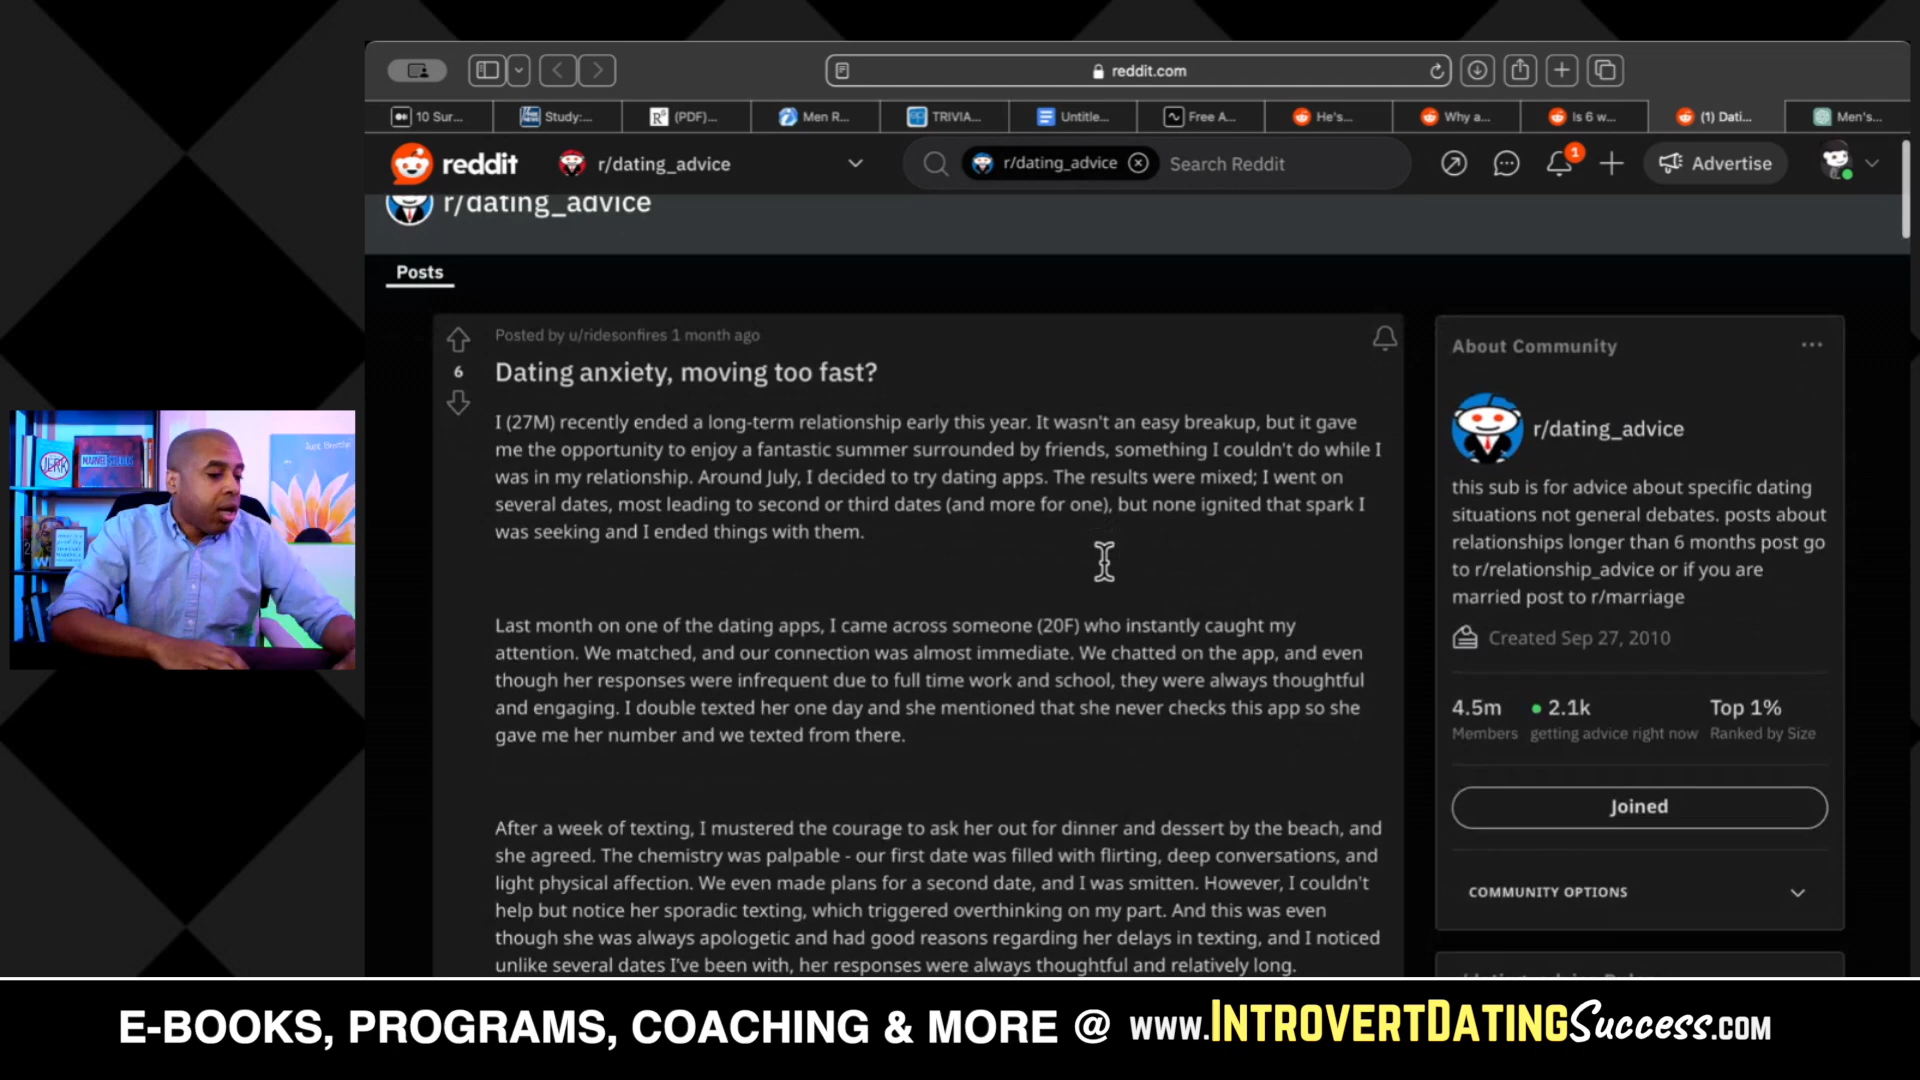 reddit.com
10 Sur...
Study:...
(PDF)...
Men R...
TRIVIA...
Untitle...
Free A...
He's...
Why a...
Is 6 w...
(1) Dati...
Men's...
reddit
r/dating_advice
r/dating_advice
Search Reddit
1
Advertise
r/dating_advice
Posts
Posted by u/ridesonfires 1 month ago
6
Dating anxiety, moving too fast?
I (27M) recently ended a long-term relationship early this year. It wasn't an easy breakup, but it gave
me the opportunity to enjoy a fantastic summer surrounded by friends, something I couldn't do while I
was in my relationship. Around July, I decided to try dating apps. The results were mixed; I went on
several dates, most leading to second or third dates (and more for one), but none ignited that spark I
was seeking and I ended things with them.
Last month on one of the dating apps, I came across someone (20F) who instantly caught my
attention. We matched, and our connection was almost immediate. We chatted on the app, and even
though her responses were infrequent due to full time work and school, they were always thoughtful
and engaging. I double texted her one day and she mentioned that she never checks this app so she
gave me her number and we texted from there.
After a week of texting, I mustered the courage to ask her out for dinner and dessert by the beach, and
she agreed. The chemistry was palpable - our first date was filled with flirting, deep conversations, and
light physical affection. We even made plans for a second date, and I was smitten. However, I couldn't
help but notice her sporadic texting, which triggered overthinking on my part. And this was even
though she was always apologetic and had good reasons regarding her delays in texting, and I noticed
unlike several dates I've been with, her responses were always thoughtful and relatively long.
About Community
r/dating_advice
this sub is for advice about specific dating
situations not general debates. posts about
relationships longer than 6 months post go
to r/relationship_advice or if you are
married post to r/marriage
Created Sep 27, 2010
4.5m
2.1k
Top 1%
Members
getting advice right now
Ranked by Size
Joined
COMMUNITY OPTIONS
JERK
MARVEL STUDIOS
Just Breathe
E-BOOKS, PROGRAMS, COACHING & MORE @ WWW.INTROVERTDATINGSuccess.COM